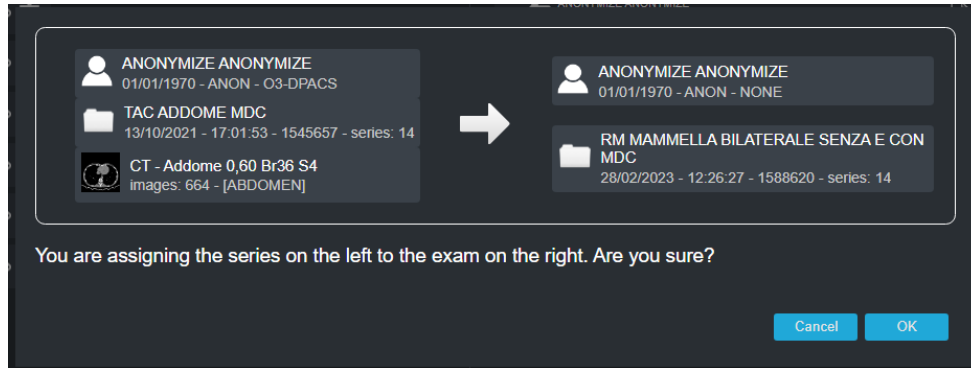 ANONYMIZE ANONYMIZE
ANONYMIZE ANONYMIZE
01/01/1970 - ANON - O3-DPACS
TAC ADDOME MDC
13/10/2021 - 17:01:53 - 1545657 - series: 14
CT - Addome 0,60 Br36 S4
images: 664 - [ABDOMEN]
ANONYMIZE ANONYMIZE
01/01/1970 - ANON - NONE
RM MAMMELLA BILATERALE SENZA E CON
MDC
28/02/2023 - 12:26:27 - 1588620 - series: 14
You are assigning the series on the left to the exam on the right. Are you sure?
Cancel
OK